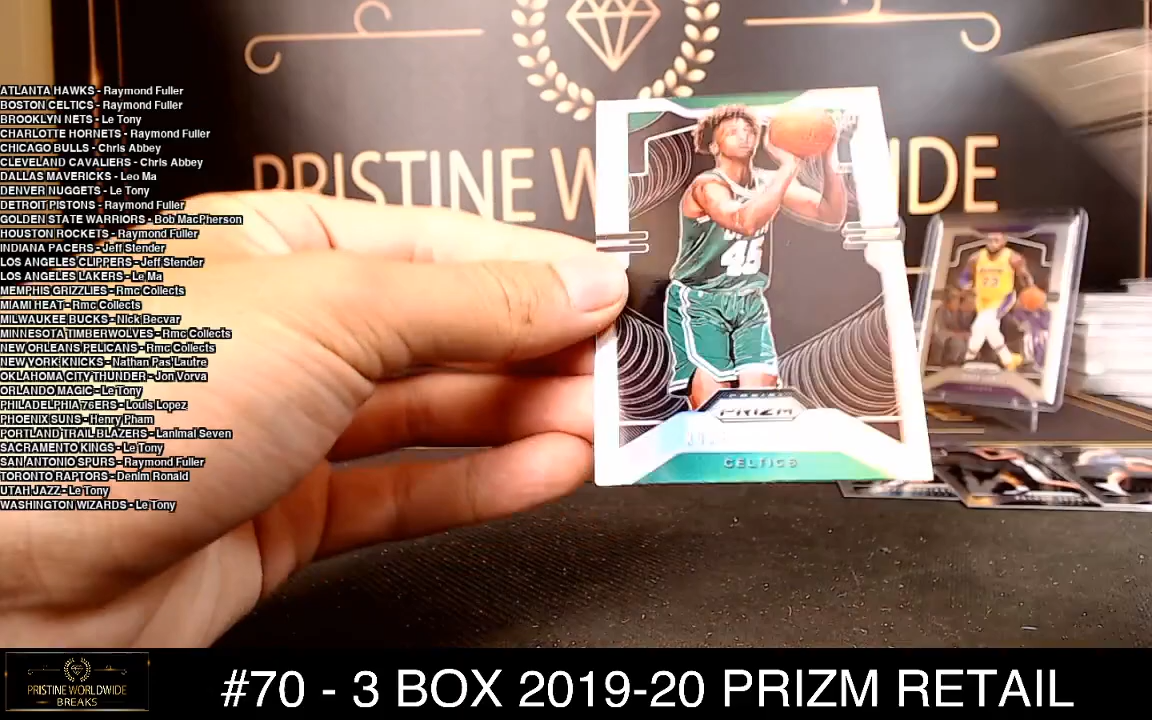 ATLANTA HAWKS - Raymond Fuller
BOSTON CELTICS - Raymond Fuller
BROOKLYN NETS - Le Tony
CHARLOTTE HORNETS - Raymond Fuller
CHICAGO BULLS - Chris Abbey
CLEVELAND CAVALIERS - Chris Abbey
DALLAS MAVERICKS - Leo Ma
DENVER NUGGETS - Le Tony
DETROIT PISTONS - Raymond Fuller
GOLDEN STATE WARRIORS - Bob MacPherson
HOUSTON ROCKETS - Raymond Fuller
INDIANA PACERS - Jeff Stender
LOS ANGELES CLIPPERS - Jeff Stender
LOS ANGELES LAKERS - Le Ma
MEMPHIS GRIZZLIES - Rmc Collects
MIAMI HEAT - Rmc Collects
MILWAUKEE BUCKS - Nick Becvar
MINNESOTA TIMBERWOLVES - Rmc Collects
NEW ORLEANS PELICANS - Rmc Collects
NEW YORK KNICKS - Nathan Pas'Lautre
OKLAHOMA CITY THUNDER - Jon Vorva
ORLANDO MAGIC - Le Tony
PHILADELPHIA 76ERS - Louis Lopez
PHOENIX SUNS - Henry Pham
PORTLAND TRAIL BLAZERS - Lanimal Seven
SACRAMENTO KINGS - Le Tony
SAN ANTONIO SPURS - Raymond Fuller
TORONTO RAPTORS - Denim Ronald
UTAH JAZZ - Le Tony
WASHINGTON WIZARDS - Le Tony
PRISTINE W WIDE
45
PANINI
PRIZM
CELTICS
23
PRISTINE WORLDWIDE
BREAKS
#70 - 3 BOX 2019-20 PRIZM RETAIL